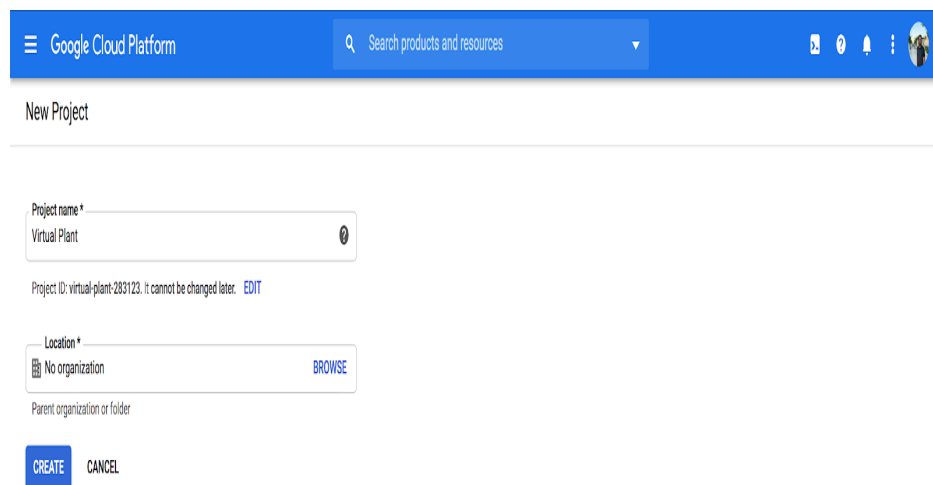 Google Cloud Platform
Search products and resources
New Project
Project name *
Virtual Plant
Project ID: virtual-plant-283123. It cannot be changed later. EDIT
Location *
No organization BROWSE
Parent organization or folder
CREATE CANCEL